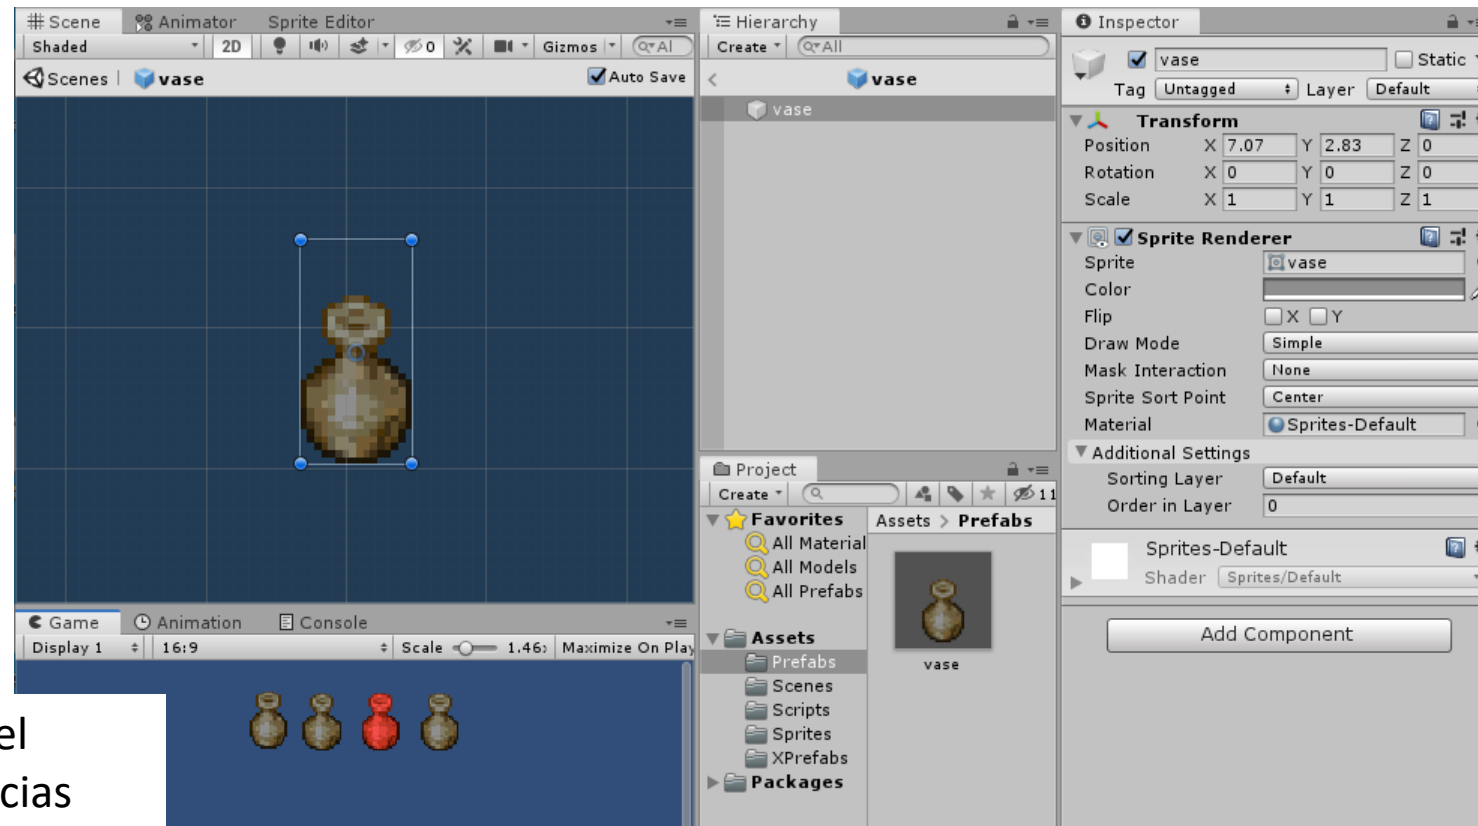 Scene Animator Sprite Editor
Shaded 2D 0 Gizmos All
Scenes vase Auto Save
Game Animation Console
Display 1 16:9 Scale 1.46 Maximize On Play
el
cias
Hierarchy
Create All
vase
vase
Project
Create 11
Favorites
All Material
All Models
All Prefabs
Assets
Prefabs
Scenes
Scripts
Sprites
XPrefabs
Packages
Assets > Prefabs
vase
Inspector
vase Static
Tag Untagged Layer Default
Transform
Position X 7.07 Y 2.83 Z 0
Rotation X 0 Y 0 Z 0
Scale X 1 Y 1 Z 1
Sprite Renderer
Sprite vase
Color
Flip X Y
Draw Mode Simple
Mask Interaction None
Sprite Sort Point Center
Material Sprites-Default
Additional Settings
Sorting Layer Default
Order in Layer 0
Sprites-Default
Shader Sprites/Default
Add Component